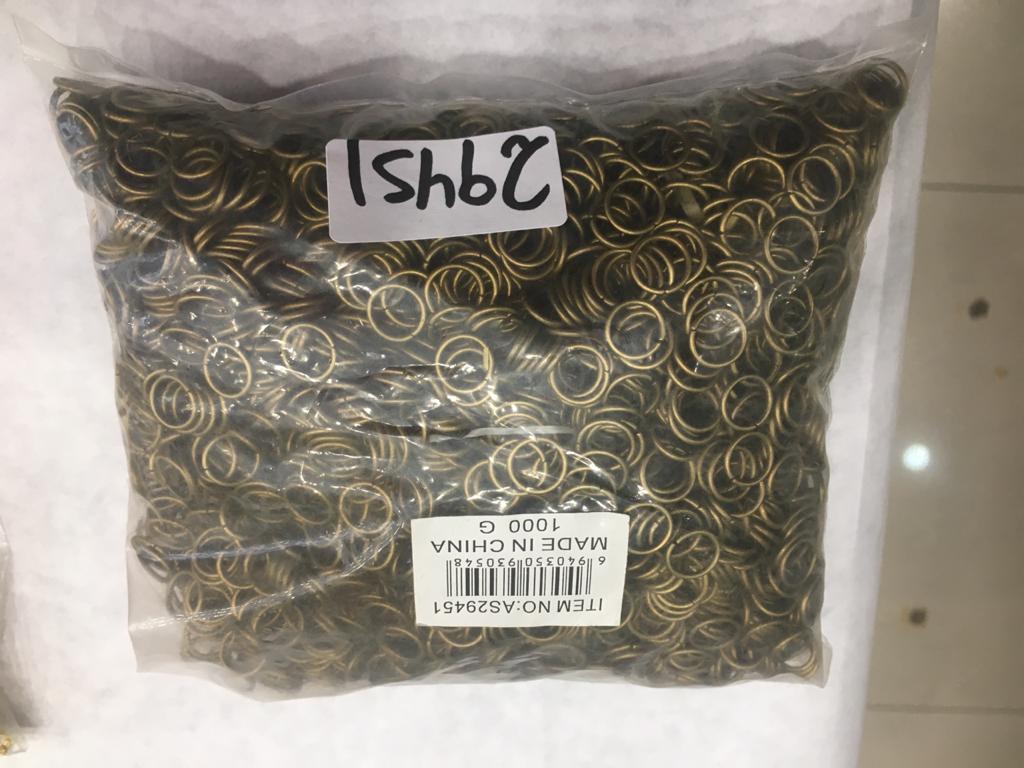 29451
ITEM NO:AS29451
6 940350 930548
MADE IN CHINA
1000 G